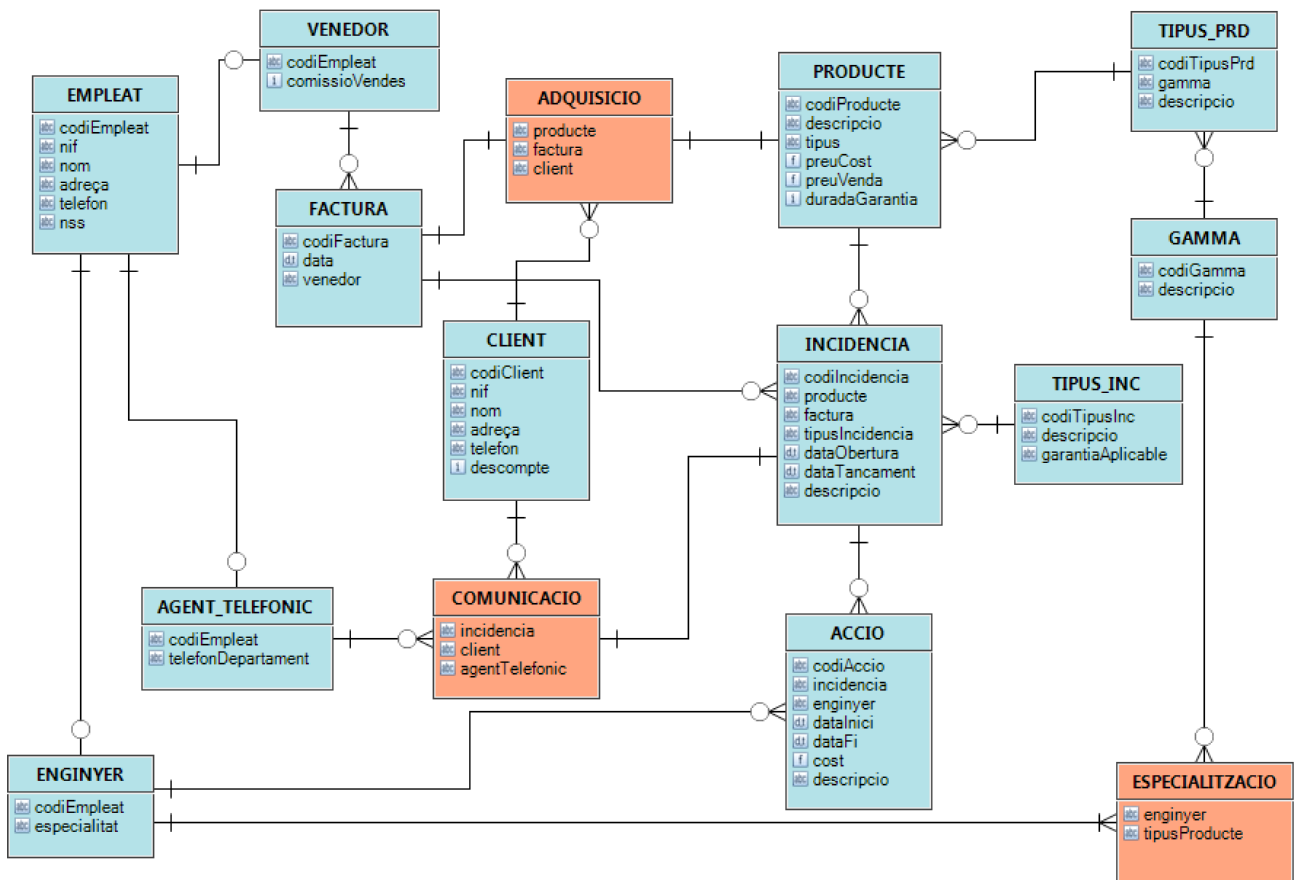 VENEDOR
codiEmpleat
comissioVendes
EMPLEAT
codiEmpleat
nif
nom
adreça
telefon
nss
ADQUISICIO
producte
factura
client
PRODUCTE
codiProducte
descripcio
tipus
preuCost
preuVenda
duradaGarantia
TIPUS_PRD
codiTipusPrd
gamma
descripcio
FACTURA
codiFactura
data
venedor
GAMMA
codiGamma
descripcio
CLIENT
codiClient
nif
nom
adreça
telefon
descompte
INCIDENCIA
codiIncidencia
producte
factura
tipusIncidencia
dataObertura
dataTancament
descripcio
TIPUS_INC
codiTipusInc
descripcio
garantiaAplicable
AGENT_TELEFONIC
codiEmpleat
telefonDepartament
COMUNICACIO
incidencia
client
agentTelefonic
ACCIO
codiAccio
incidencia
enginyer
dataInici
dataFi
cost
descripcio
ENGINYER
codiEmpleat
especialitat
ESPECIALITZACIO
enginyer
tipusProducte